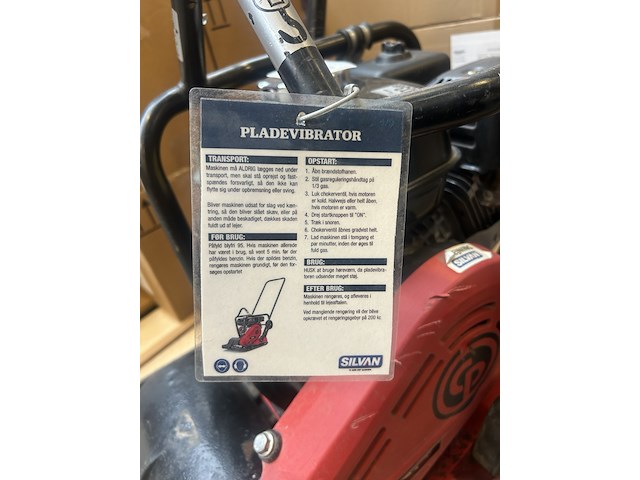 PLADEVIBRATOR
TRANSPORT:
Maskinen må ALDRIG lægges ned under
transport, men skal stå oprejst og fast-
spændes forsvarligt, så den ikke kan
flytte sig under opbremsning eller sving.
Bliver maskinen udsat for slag ved kæn-
tring, så den bliver slået skæv, eller på
anden måde beskadiget, dækkes skaden
fuldt ud af lejer.
FØR BRUG:
Påfyld blyfri 95. Hvis maskinen allerede
har været i brug, så vent 5 min. før der
påfyldes benzin. Hvis der spildes benzin,
rengøres maskinen grundigt, før den for-
søges opstartet.
OPSTART:
1. Åbn brændstofhanen.
2. Stil gasreguleringshåndtag på
1/3 gas.
3. Luk chokerventil, hvis motoren
er kold. Halvvejs eller helt åben,
hvis motoren er varm.
4. Drej startknappen til "ON".
5. Træk i snoren.
6. Chokerventil åbnes gradvist helt.
7. Lad maskinen stå i tomgang et
par minutter, inden der øges til
fuld gas.
BRUG:
HUSK at bruge høreværn, da pladevibra-
toren udsender meget støj.
EFTER BRUG:
Maskinen rengøres, og afleveres i
henhold til lejeaftalen.
Ved manglende rengøring vil der blive
opkrævet et rengøringsgebyr på 200 kr.
SILVAN
SILVAN
CP